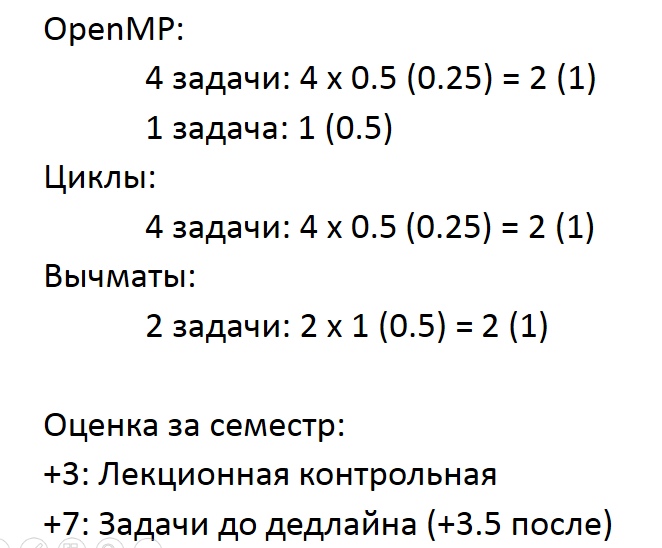 OpenMP:
4 задачи: 4 x 0.5 (0.25) = 2 (1)
1 задача: 1 (0.5)
Циклы:
4 задачи: 4 x 0.5 (0.25) = 2 (1)
Вычматы:
2 задачи: 2 x 1 (0.5) = 2 (1)
Оценка за семестр:
+3: Лекционная контрольная
+7: Задачи до дедлайна (+3.5 после)